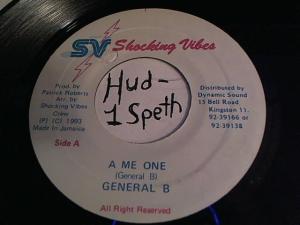 SV Shocking Vibes
Prod. by
Patrick Roberts
Arr. by
Shocking Vibes
Crew
(P) (C) 1993
Made In Jamaica
Side A
Hud-
1 Speth
Distributed by
Dynamic Sound
15 Bell Road
Kingston 11.
92-39166 or
92-39138
A ME ONE
(General B)
GENERAL B
All Right Reserved